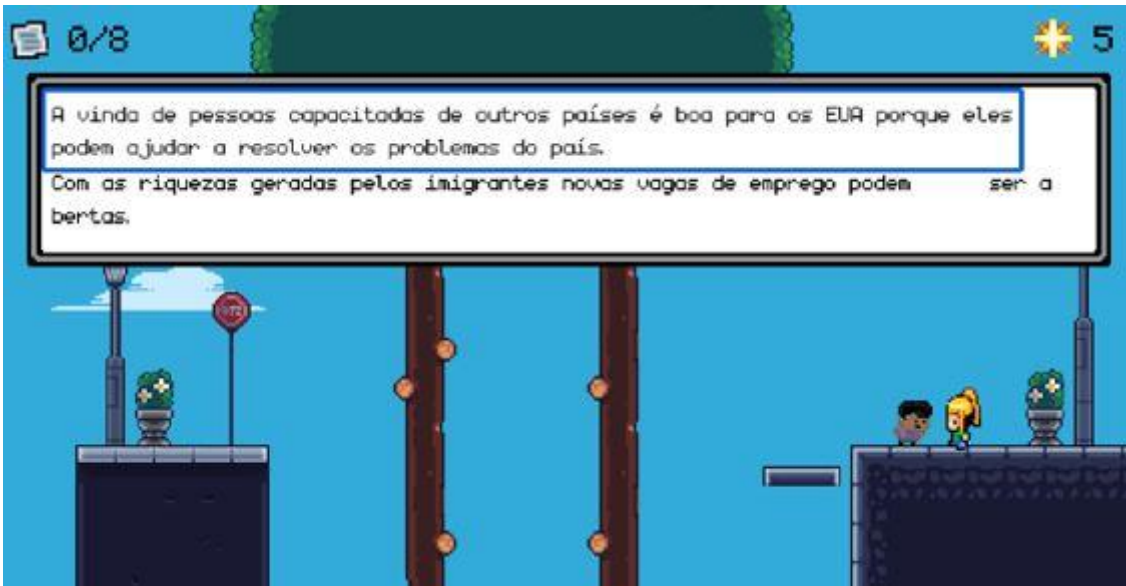 0/8
5
A vinda de pessoas capacitadas de outros países é boa para os EUA porque eles
podem ajudar a resolver os problemas do país.
Com as riquezas geradas pelos imigrantes novas vagas de emprego podem ser a
bertas.